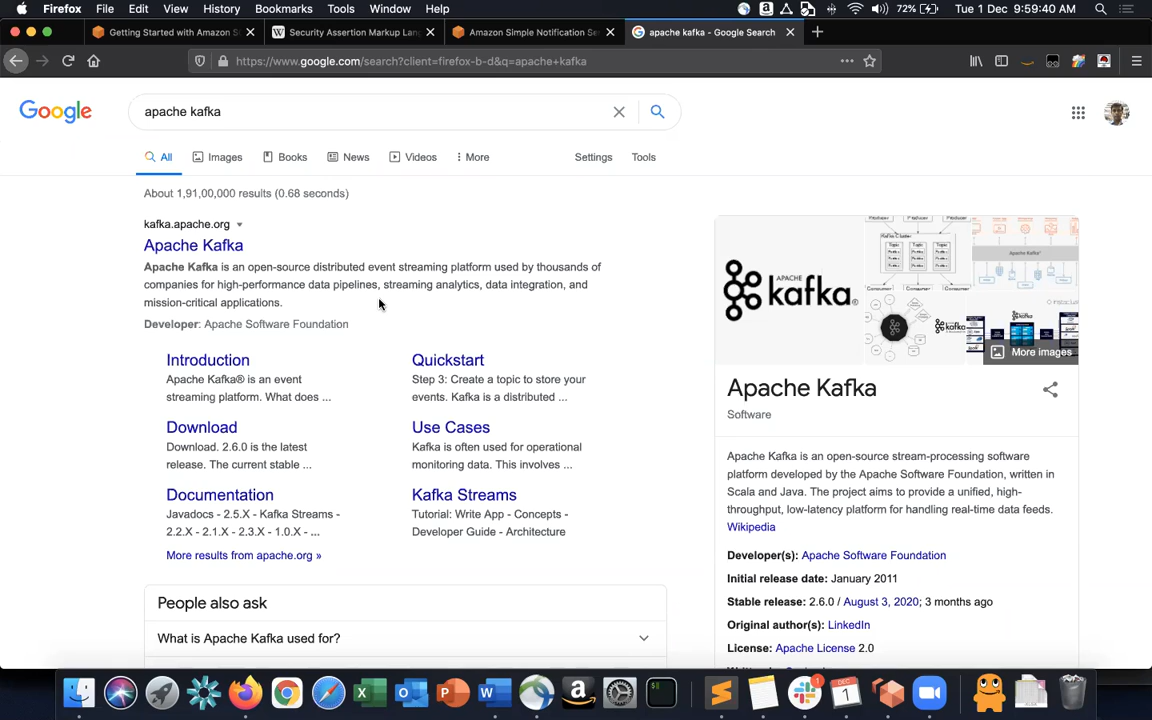 Firefox File Edit View History Bookmarks Tools Window Help 72% Tue 1 Dec 9:59:40 AM
Getting Started with Amazon S
Security Assertion Markup Lan
Amazon Simple Notification Se
apache kafka - Google Search
https://www.google.com/search?client=firefox-b-d&q=apache+kafka
Google
apache kafka
All Images Books News Videos More Settings Tools
About 1,91,00,000 results (0.68 seconds)
kafka.apache.org
Apache Kafka
Apache Kafka is an open-source distributed event streaming platform used by thousands of
companies for high-performance data pipelines, streaming analytics, data integration, and
mission-critical applications.
Developer: Apache Software Foundation
Introduction
Apache Kafka® is an event
streaming platform. What does ...
Quickstart
Step 3: Create a topic to store your
events. Kafka is a distributed ...
Download
Download. 2.6.0 is the latest
release. The current stable ...
Use Cases
Kafka is often used for operational
monitoring data. This involves ...
Documentation
Javadocs - 2.5.X - Kafka Streams -
2.2.X - 2.1.X - 2.3.X - 1.0.X - ...
Kafka Streams
Tutorial: Write App - Concepts -
Developer Guide - Architecture
More results from apache.org »
People also ask
What is Apache Kafka used for?
APACHE
kafka®
Kafka Cluster
Topic Topic Topic
Apache Kafka
kafka
kafka
More images
Apache Kafka
Software
Apache Kafka is an open-source stream-processing software
platform developed by the Apache Software Foundation, written in
Scala and Java. The project aims to provide a unified, high-
throughput, low-latency platform for handling real-time data feeds.
Wikipedia
Developer(s): Apache Software Foundation
Initial release date: January 2011
Stable release: 2.6.0 / August 3, 2020; 3 months ago
Original author(s): LinkedIn
License: Apache License 2.0